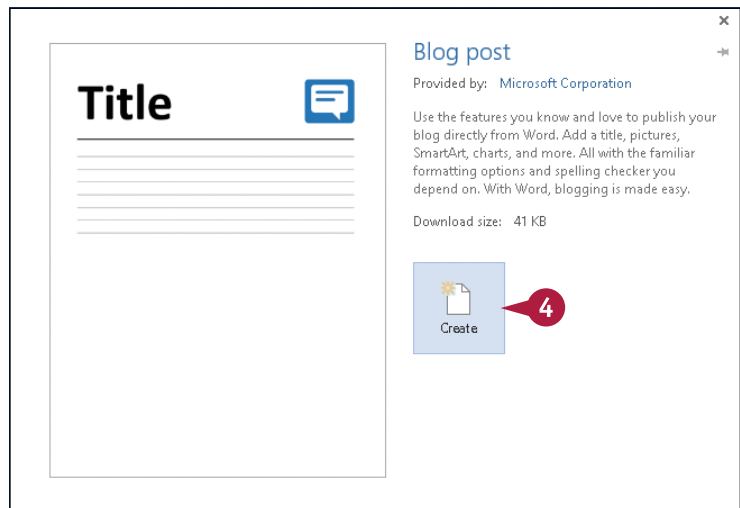 Title
Blog post
Provided by: Microsoft Corporation
Use the features you know and love to publish your
blog directly from Word. Add a title, pictures,
SmartArt, charts, and more. All with the familiar
formatting options and spelling checker you
depend on. With Word, blogging is made easy.
Download size: 41 KB
Create
4